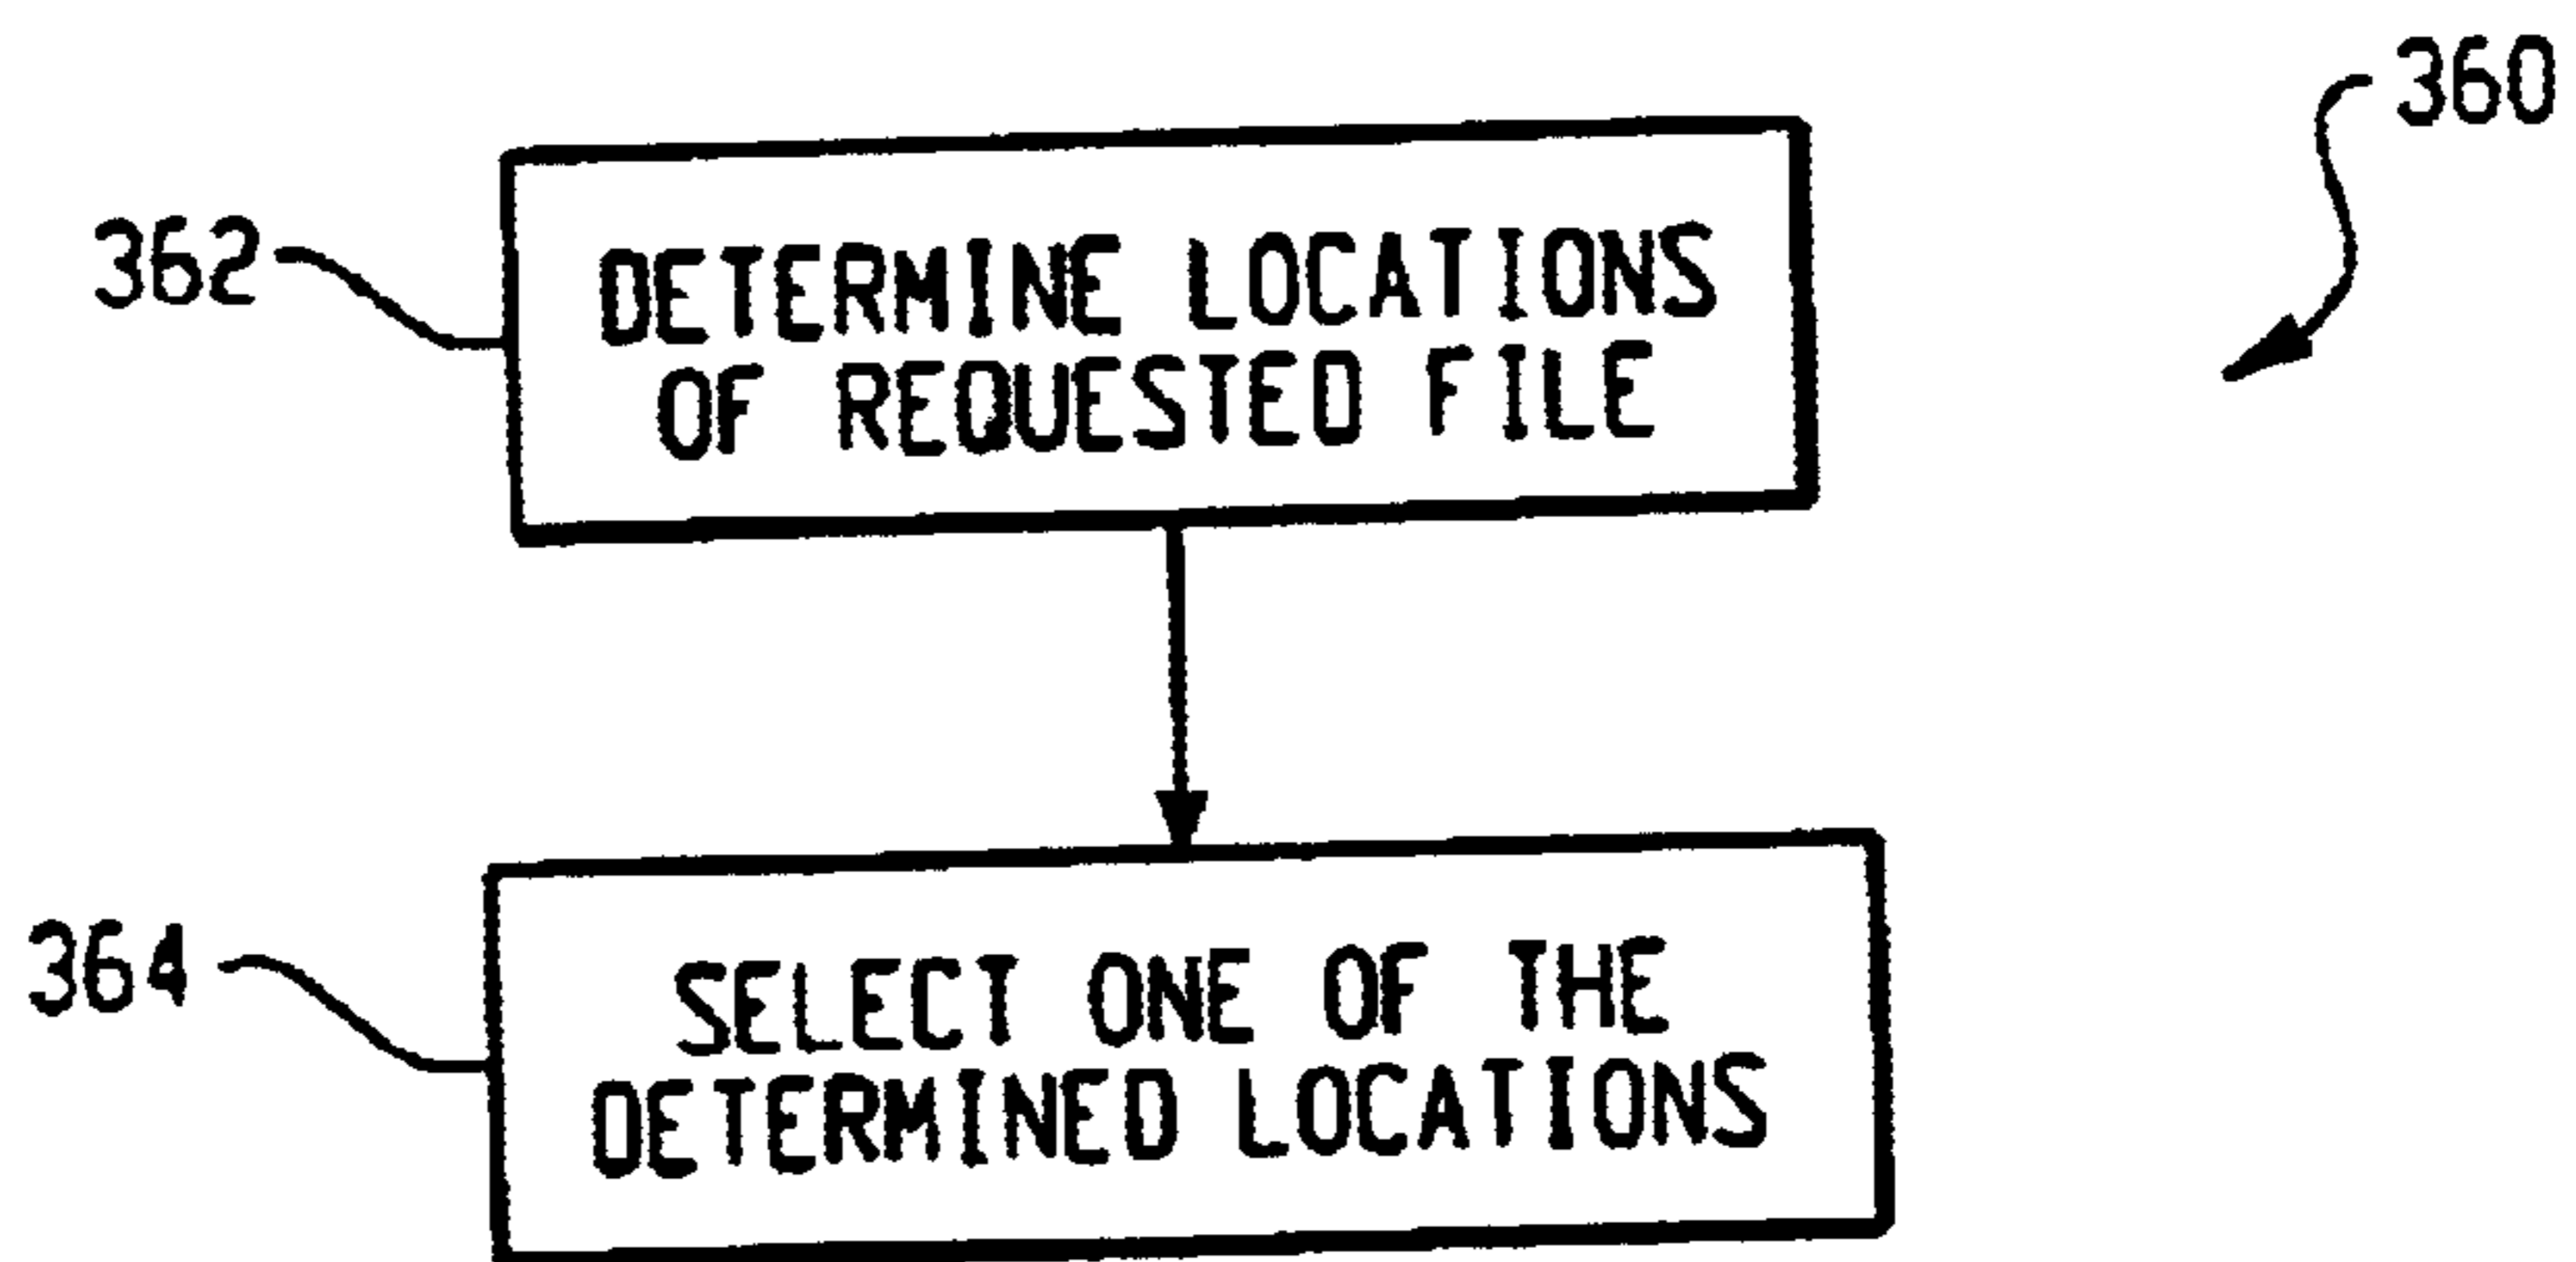 360
362
DETERMINE LOCATIONS
OF REQUESTED FILE
364
SELECT ONE OF THE
DETERMINED LOCATIONS